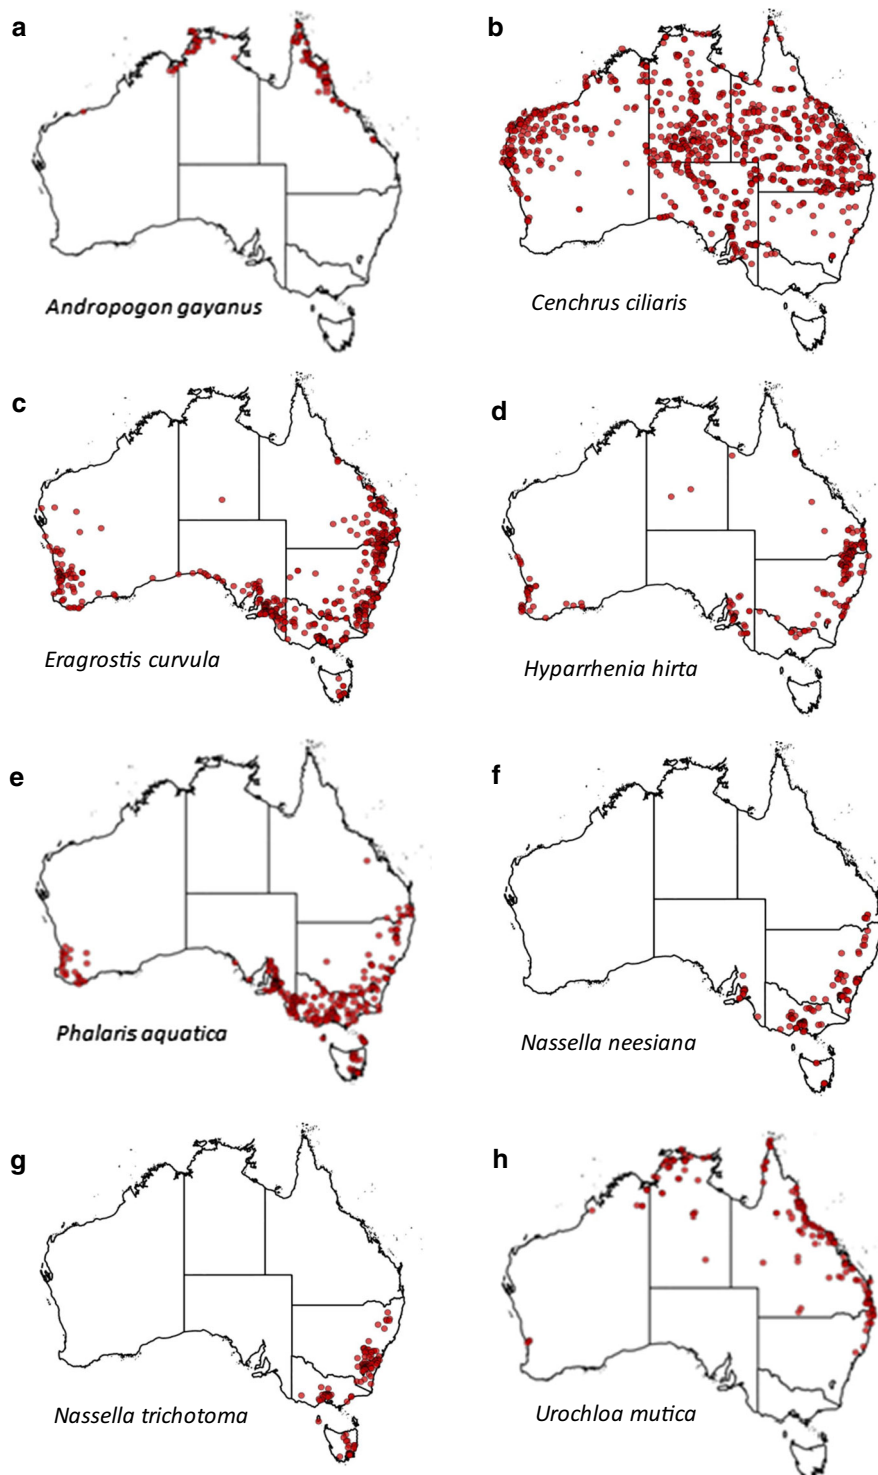 a
b
Andropogon gayanus
Cenchrus ciliaris
c
d
Eragrostis curvula
Hyparrhenia hirta
e
f
Phalaris aquatica
Nassella neesiana
g
h
Nassella trichotoma
Urochloa mutica